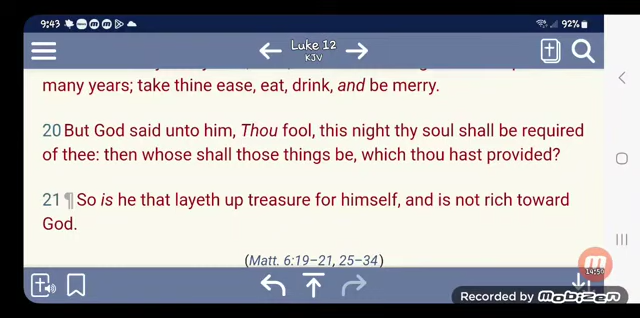 9:43 92%
Luke 12
KJV
many years; take thine ease, eat, drink, and be merry.
20 But God said unto him, Thou fool, this night thy soul shall be required
of thee: then whose shall those things be, which thou hast provided?
21 ¶ So is he that layeth up treasure for himself, and is not rich toward
God.
(Matt. 6:19–21, 25–34)
14:50
Recorded by Mobizen